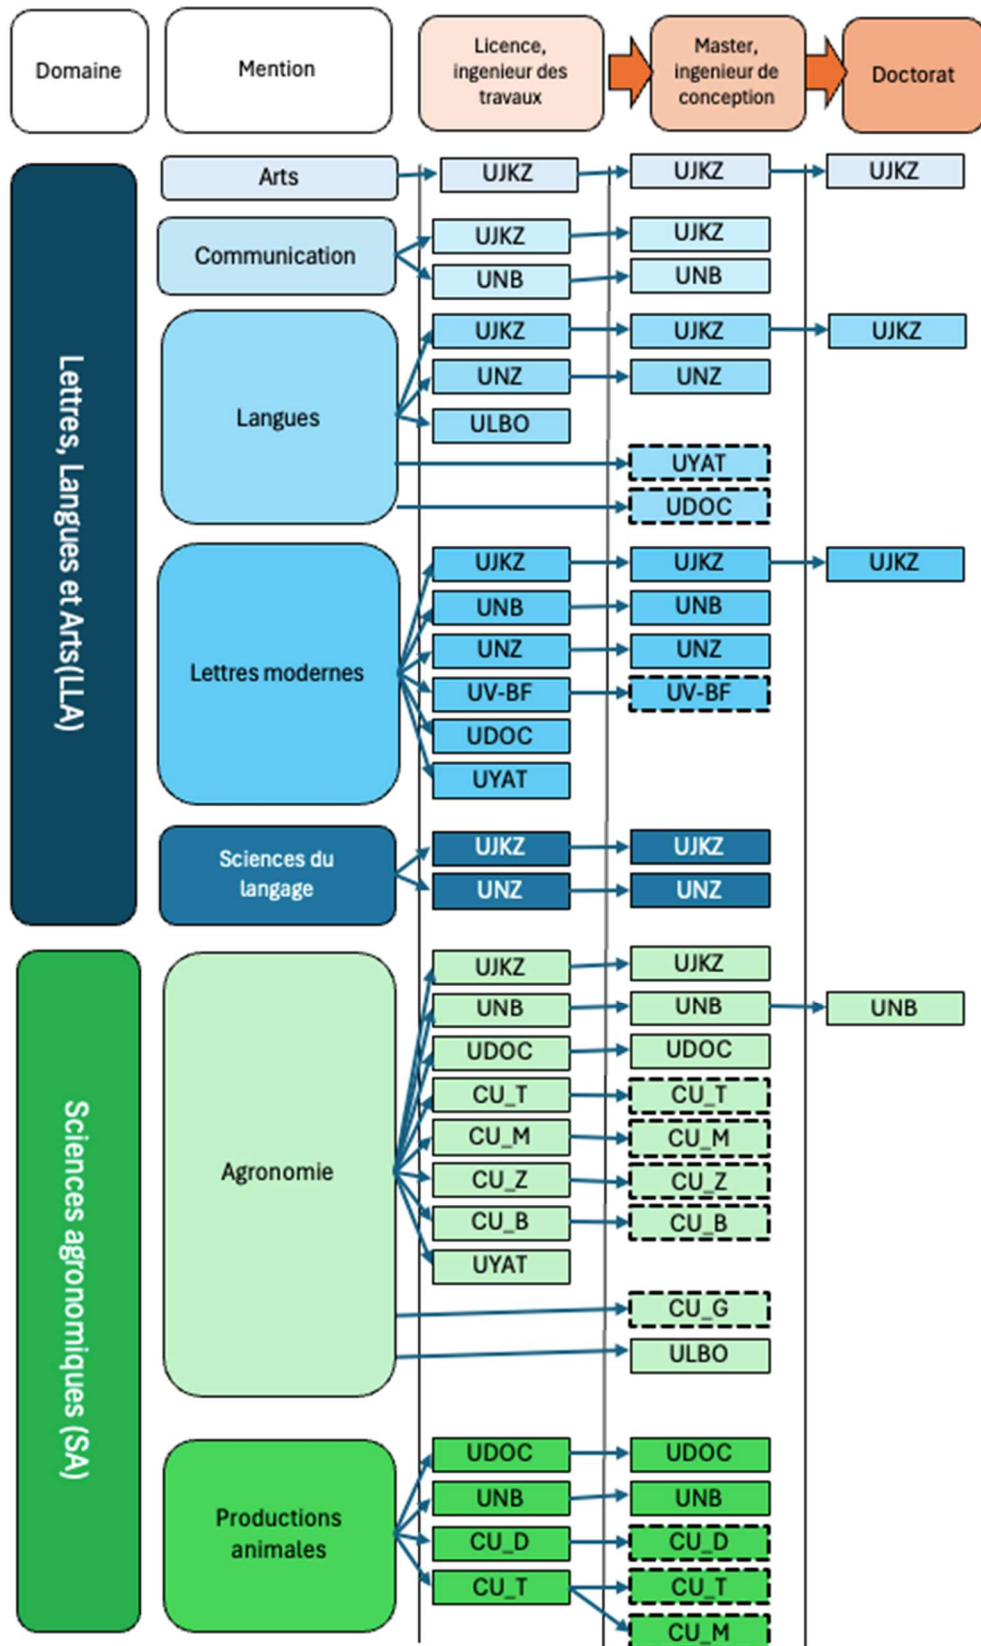 Domaine
Mention
Licence,
ingenieur des
travaux
Master,
ingenieur de
conception
Doctorat
Lettres, Langues et Arts(LLA)
Arts
UJKZ
UJKZ
UJKZ
Communication
UJKZ
UJKZ
UNB
UNB
Langues
UJKZ
UJKZ
UJKZ
UNZ
UNZ
ULBO
UYAT
UDOC
Lettres modernes
UJKZ
UJKZ
UJKZ
UNB
UNB
UNZ
UNZ
UV-BF
UV-BF
UDOC
UYAT
Sciences du
langage
UJKZ
UJKZ
UNZ
UNZ
Sciences agronomiques (SA)
Agronomie
UJKZ
UJKZ
UNB
UNB
UNB
UDOC
UDOC
CU_T
CU_T
CU_M
CU_M
CU_Z
CU_Z
CU_B
CU_B
UYAT
CU_G
ULBO
Productions
animales
UDOC
UDOC
UNB
UNB
CU_D
CU_D
CU_T
CU_T
CU_M